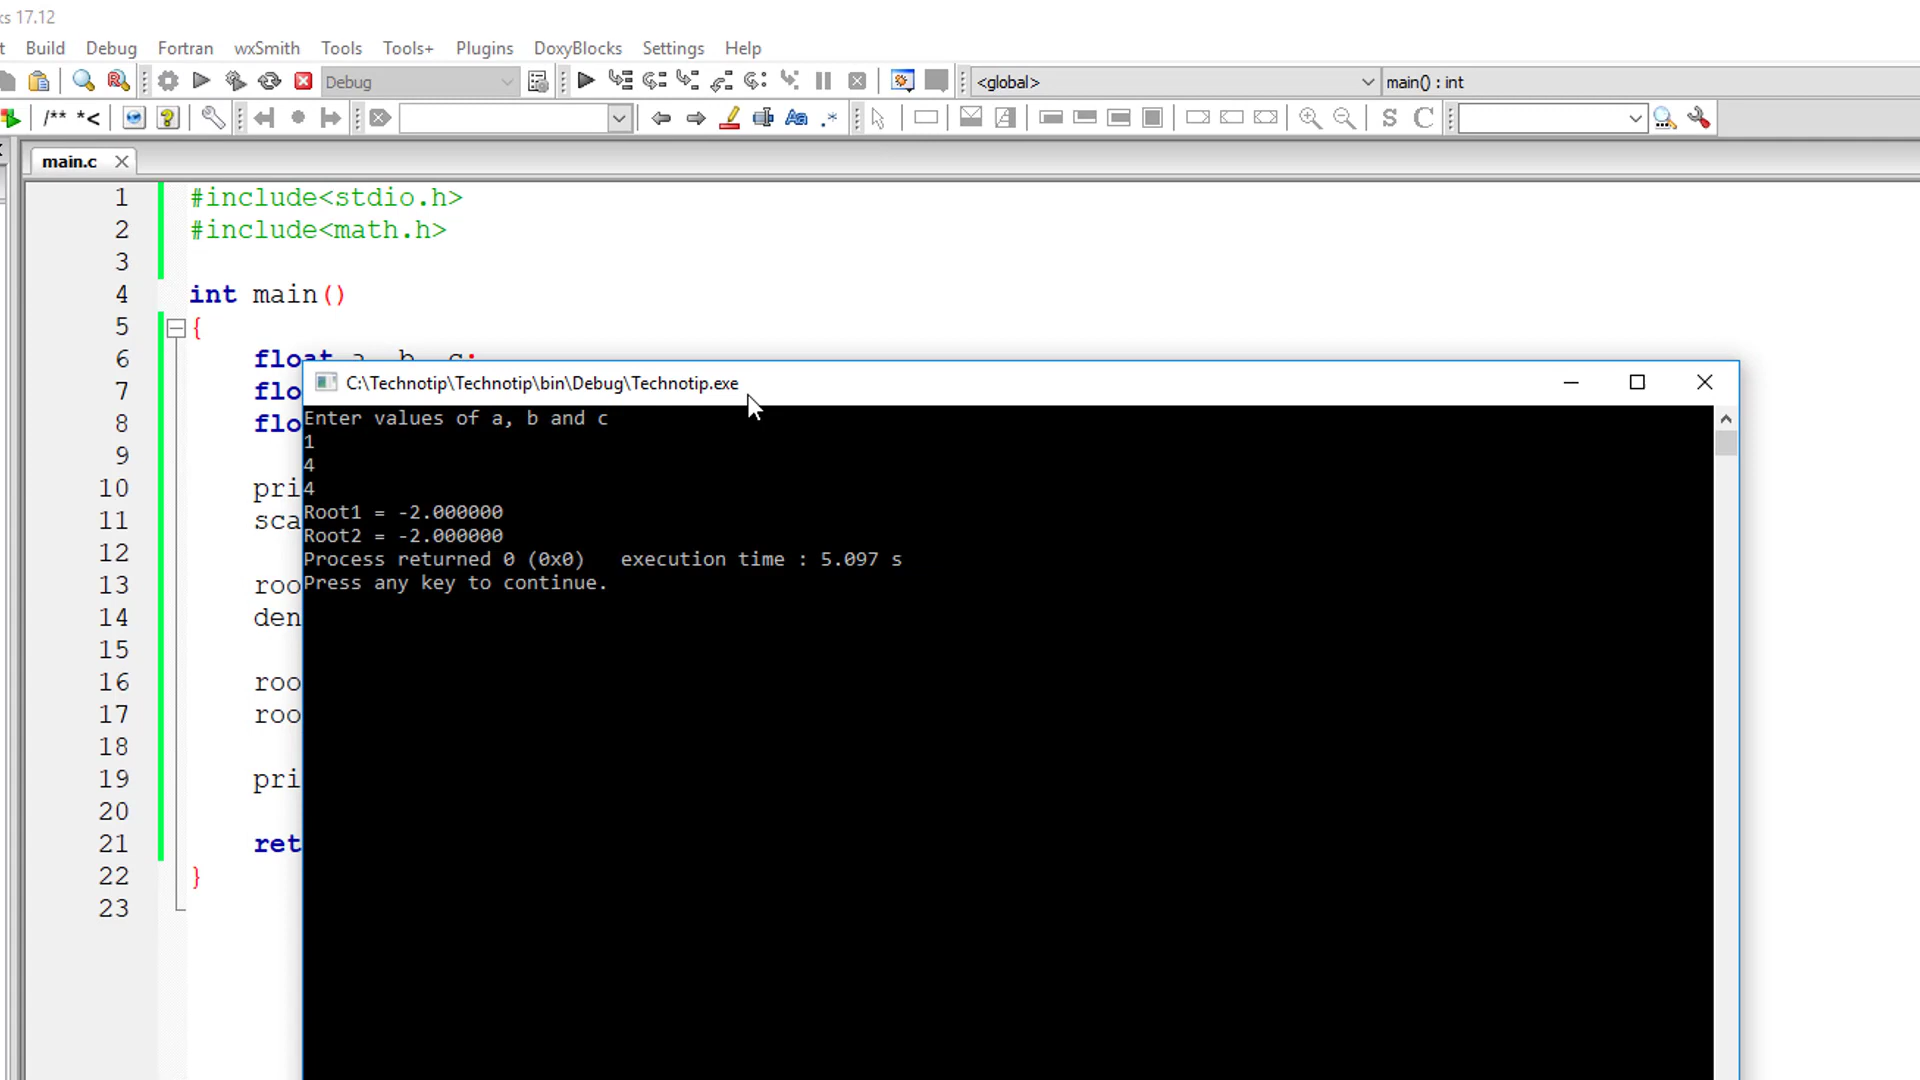 ks 17.12
t Build Debug Fortran wxSmith Tools Tools+ Plugins DoxyBlocks Settings Help
Debug <global> main() : int
/** *< Aa .* S C
main.c
1 #include<stdio.h>
2 #include<math.h>
3
4 int main()
5 {
6 float a, b, c;
7 flo
8 flo
9
10 pri
11 sca
12
13 roo
14 den
15
16 roo
17 roo
18
19 pri
20
21 ret
22 }
23
C:\Technotip\Technotip\bin\Debug\Technotip.exe
Enter values of a, b and c
1
4
4
Root1 = -2.000000
Root2 = -2.000000
Process returned 0 (0x0)   execution time : 5.097 s
Press any key to continue.